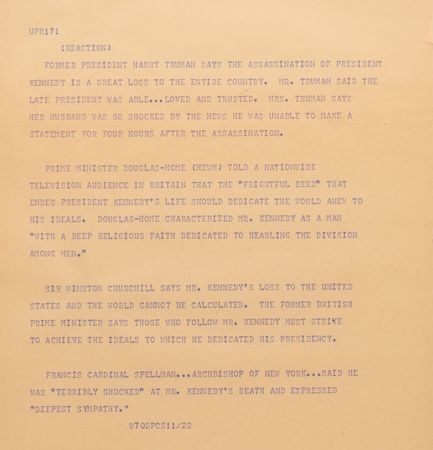 UPR171
(REACTION)
FORMER PRESIDENT HARRY TRUMAN SAYS THE ASSASSINATION OF PRESIDENT
KENNEDY IS A GREAT LOSS TO THE ENTIRE COUNTRY. MR. TRUMAN SAID THE
LATE PRESIDENT WAS ABLE...LOVED AND TRUSTED. MRS. TRUMAN SAYS
HER HUSBAND WAS SO SHOCKED BY THE NEWS HE WAS UNABLE TO MAKE A
STATEMENT FOR FOUR HOURS AFTER THE ASSASSINATION.
PRIME MINISTER DOUGLAS-HOME (HEWM) TOLD A NATIONWIDE
TELEVISION AUDIENCE IN BRITAIN THAT THE "FRIGHTFUL DEED" THAT
ENDED PRESIDENT KENNEDY'S LIFE SHOULD DEDICATE THE WORLD ANEW TO
HIS IDEALS. DOUGLAS-HOME CHARACTERIZED MR. KENNEDY AS A MAN
"WITH A DEEP RELIGIOUS FAITH DEDICATED TO HEARLING THE DIVISION
AMONG MEN."
SIR WINSTON CHURCHILL SAYS MR. KENNEDY'S LOSS TO THE UNITED
STATES AND THE WORLD CANNOT BE CALCULATED. THE FORMER BRITISH
PRIME MINISTER SAYS THOSE WHO FOLLOW MR. KENNEDY MUST STRIVE
TO ACHIEVE THE IDEALS TO WHICH HE DEDICATED HIS PRESIDENCY.
FRANCIS CARDINAL SPELLMAN...ARCHBISHOP OF NEW YORK...SAID HE
WAS "TERRIBLY SHOCKED" AT MR. KENNEDY'S DEATH AND EXPRESSED
"DEEPEST SYMPATHY."
W702PCS11/22